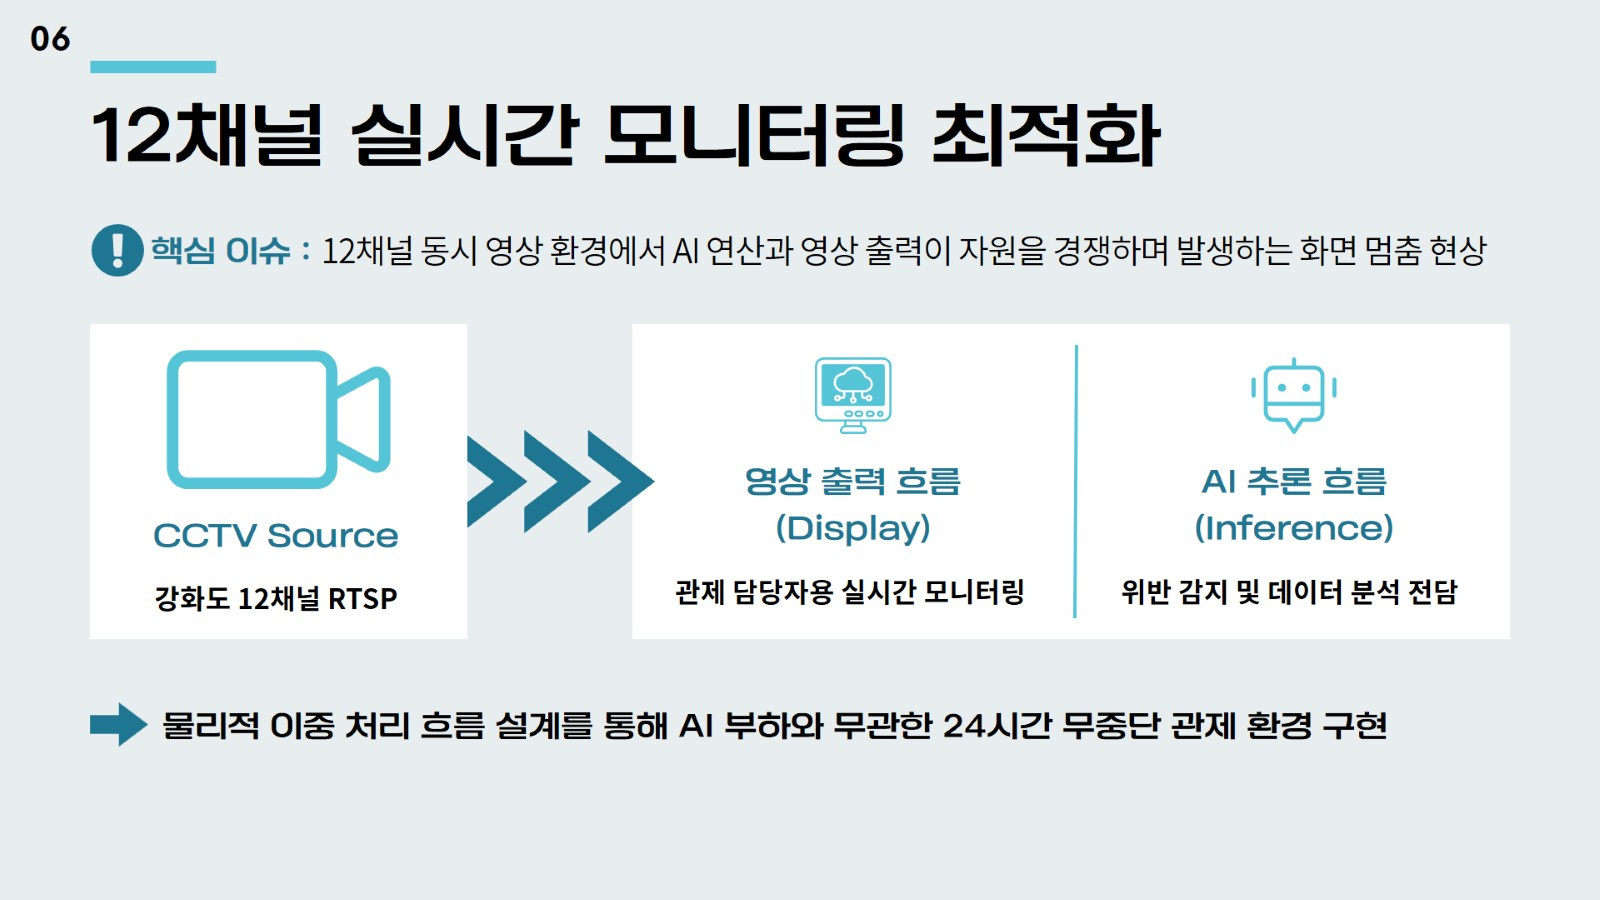 06
12채널 실시간 모니터링 최적화
핵심 이슈 : 12채널 동시 영상 환경에서 AI 연산과 영상 출력이 자원을 경쟁하며 발생하는 화면 멈춤 현상
CCTV Source
강화도 12채널 RTSP
영상 출력 흐름
(Display)
관제 담당자용 실시간 모니터링
AI 추론 흐름
(Inference)
위반 감지 및 데이터 분석 전담
물리적 이중 처리 흐름 설계를 통해 AI 부하와 무관한 24시간 무중단 관제 환경 구현